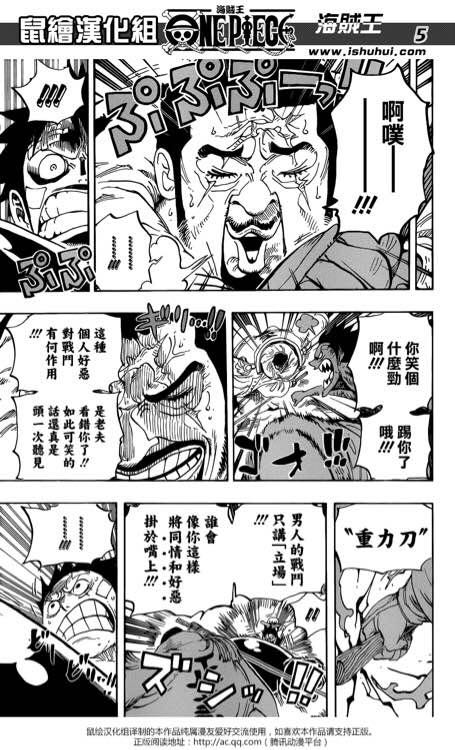 鼠繪漢化組
海賊王
ONE PIECE
海賊王
5
www.ishuhui.com
啊噗——
!!!
ぷぷぷーっ
!!!
ぷぷ
你笑個
什麼勁
啊!!!
踢你了
哦!!!
這種
個人好惡
對戰鬥
有何作用
!!!
是老夫
看錯你了!!
如此可笑的
話還真是
頭一次聽見
“重力刀”
男人的戰鬥
只講「立場」
誰會
像你這樣
將同情和好惡
掛於嘴上!!!
鼠绘汉化组译制的本作品纯属漫友爱好交流使用，如喜欢本作品请支持正版。
正版阅读地址：http://ac.qq.com（腾讯动漫平台）